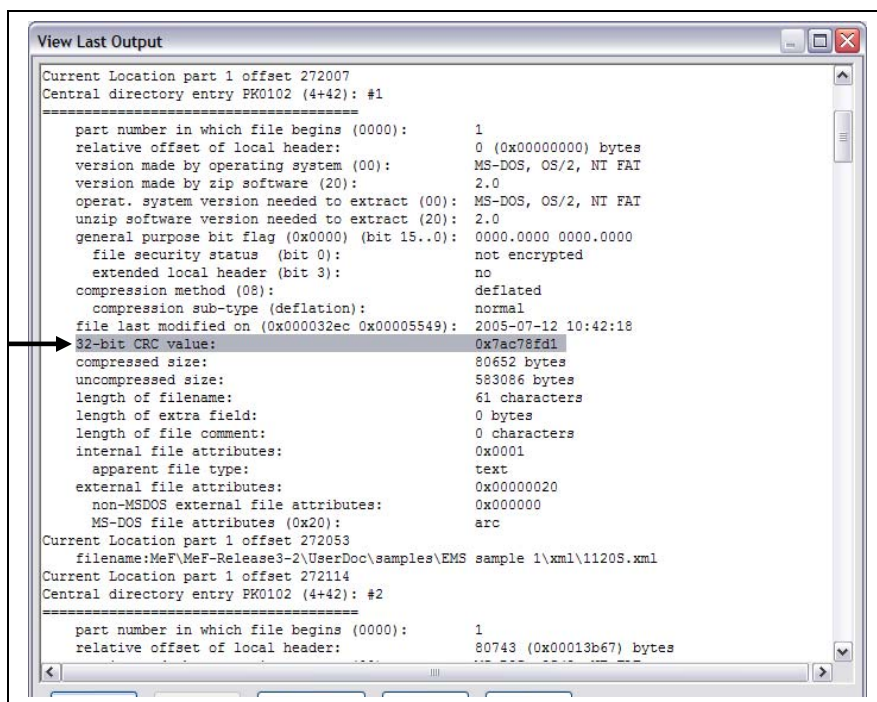 View Last Output
Current Location part 1 offset 272007
Central directory entry PK0102 (4+42): #1
======================================
part number in which file begins (0000): 1
relative offset of local header: 0 (0x00000000) bytes
version made by operating system (00): MS-DOS, OS/2, NT FAT
version made by zip software (20): 2.0
operat. system version needed to extract (00): MS-DOS, OS/2, NT FAT
unzip software version needed to extract (20): 2.0
general purpose bit flag (0x0000) (bit 15..0): 0000.0000 0000.0000
file security status (bit 0): not encrypted
extended local header (bit 3): no
compression method (08): deflated
compression sub-type (deflation): normal
file last modified on (0x000032ec 0x00005549): 2005-07-12 10:42:18
32-bit CRC value: 0x7ac78fd1
compressed size: 80652 bytes
uncompressed size: 583086 bytes
length of filename: 61 characters
length of extra field: 0 bytes
length of file comment: 0 characters
internal file attributes: 0x0001
apparent file type: text
external file attributes: 0x00000020
non-MSDOS external file attributes: 0x000000
MS-DOS file attributes (0x20): arc
Current Location part 1 offset 272053
filename:MeF\MeF-Release3-2\UserDoc\samples\EMS sample 1\xml\1120S.xml
Current Location part 1 offset 272114
Central directory entry PK0102 (4+42): #2
======================================
part number in which file begins (0000): 1
relative offset of local header: 80743 (0x00013b67) bytes